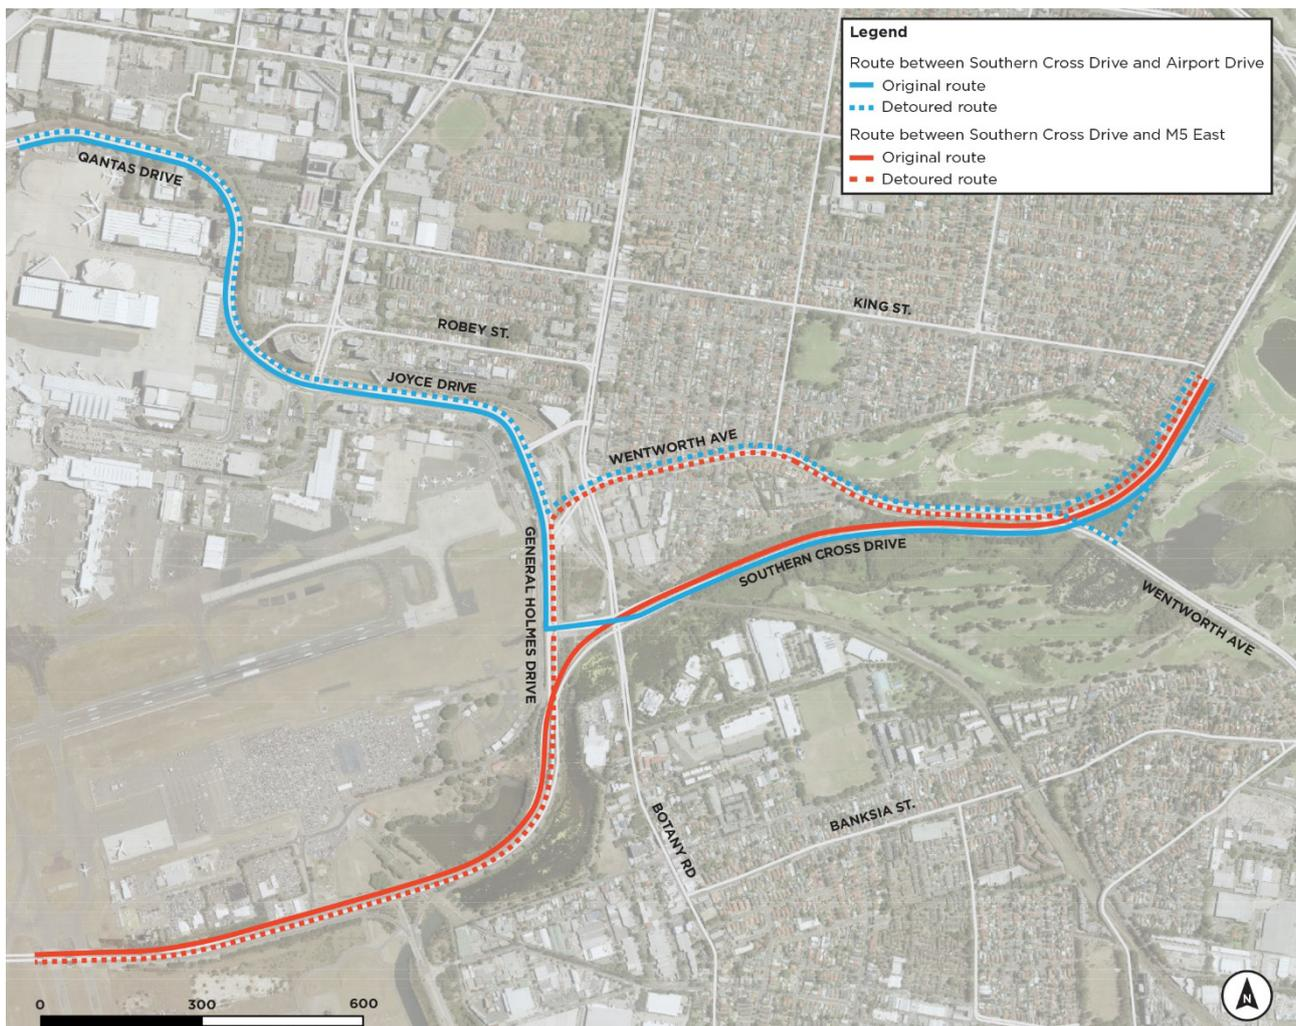 Legend
Route between Southern Cross Drive and Airport Drive
Original route
Detoured route
Route between Southern Cross Drive and M5 East
Original route
Detoured route
QANTAS DRIVE
KING ST.
ROBEY ST.
JOYCE DRIVE
WENTWORTH AVE
GENERAL HOLMES DRIVE
SOUTHERN CROSS DRIVE
WENTWORTH AVE
BOTANY RD
BANKSIA ST.
0 300 600
N